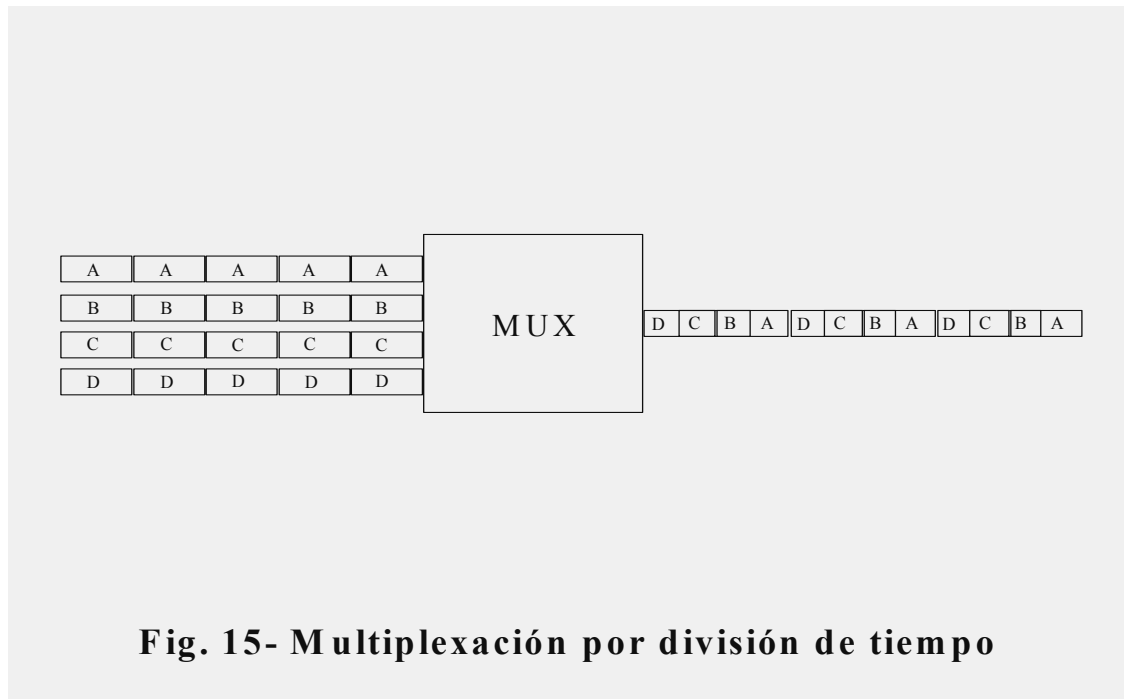 A A A A A
B B B B B
C C C C C
D D D D D
MUX
D C B A D C B A D C B A
Fig. 15- Multiplexación por división de tiempo